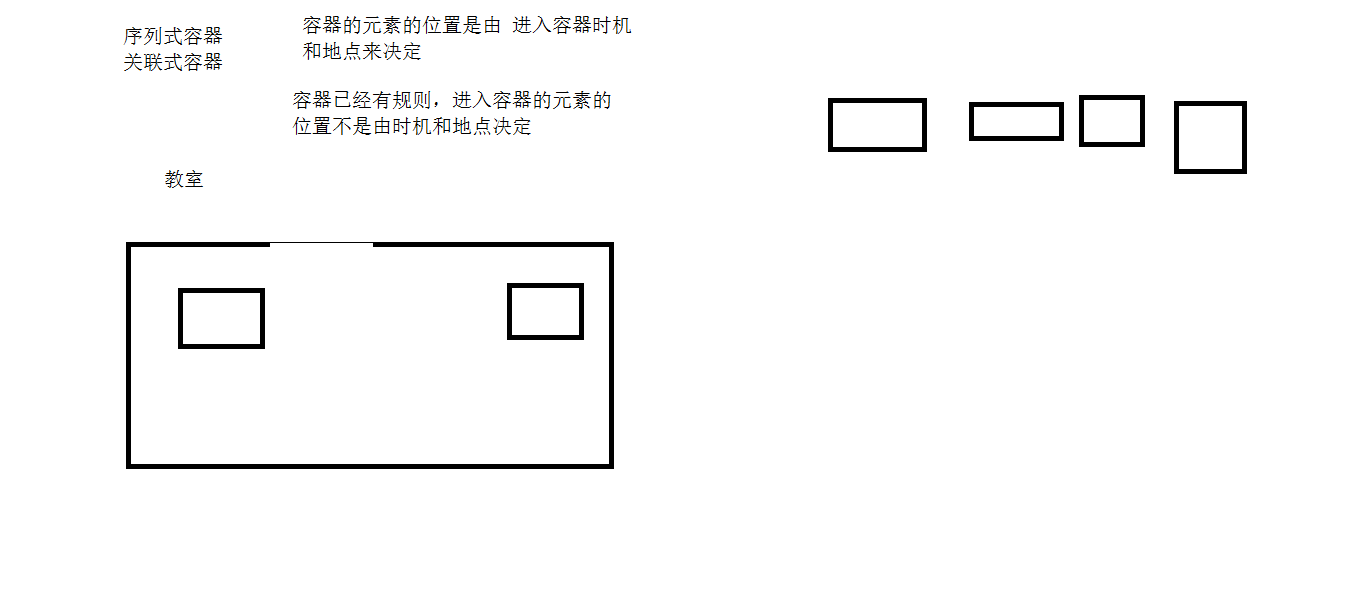 序列式容器
关联式容器
容器的元素的位置是由 进入容器时机
和地点来决定
容器已经有规则，进入容器的元素的
位置不是由时机和地点决定
教室